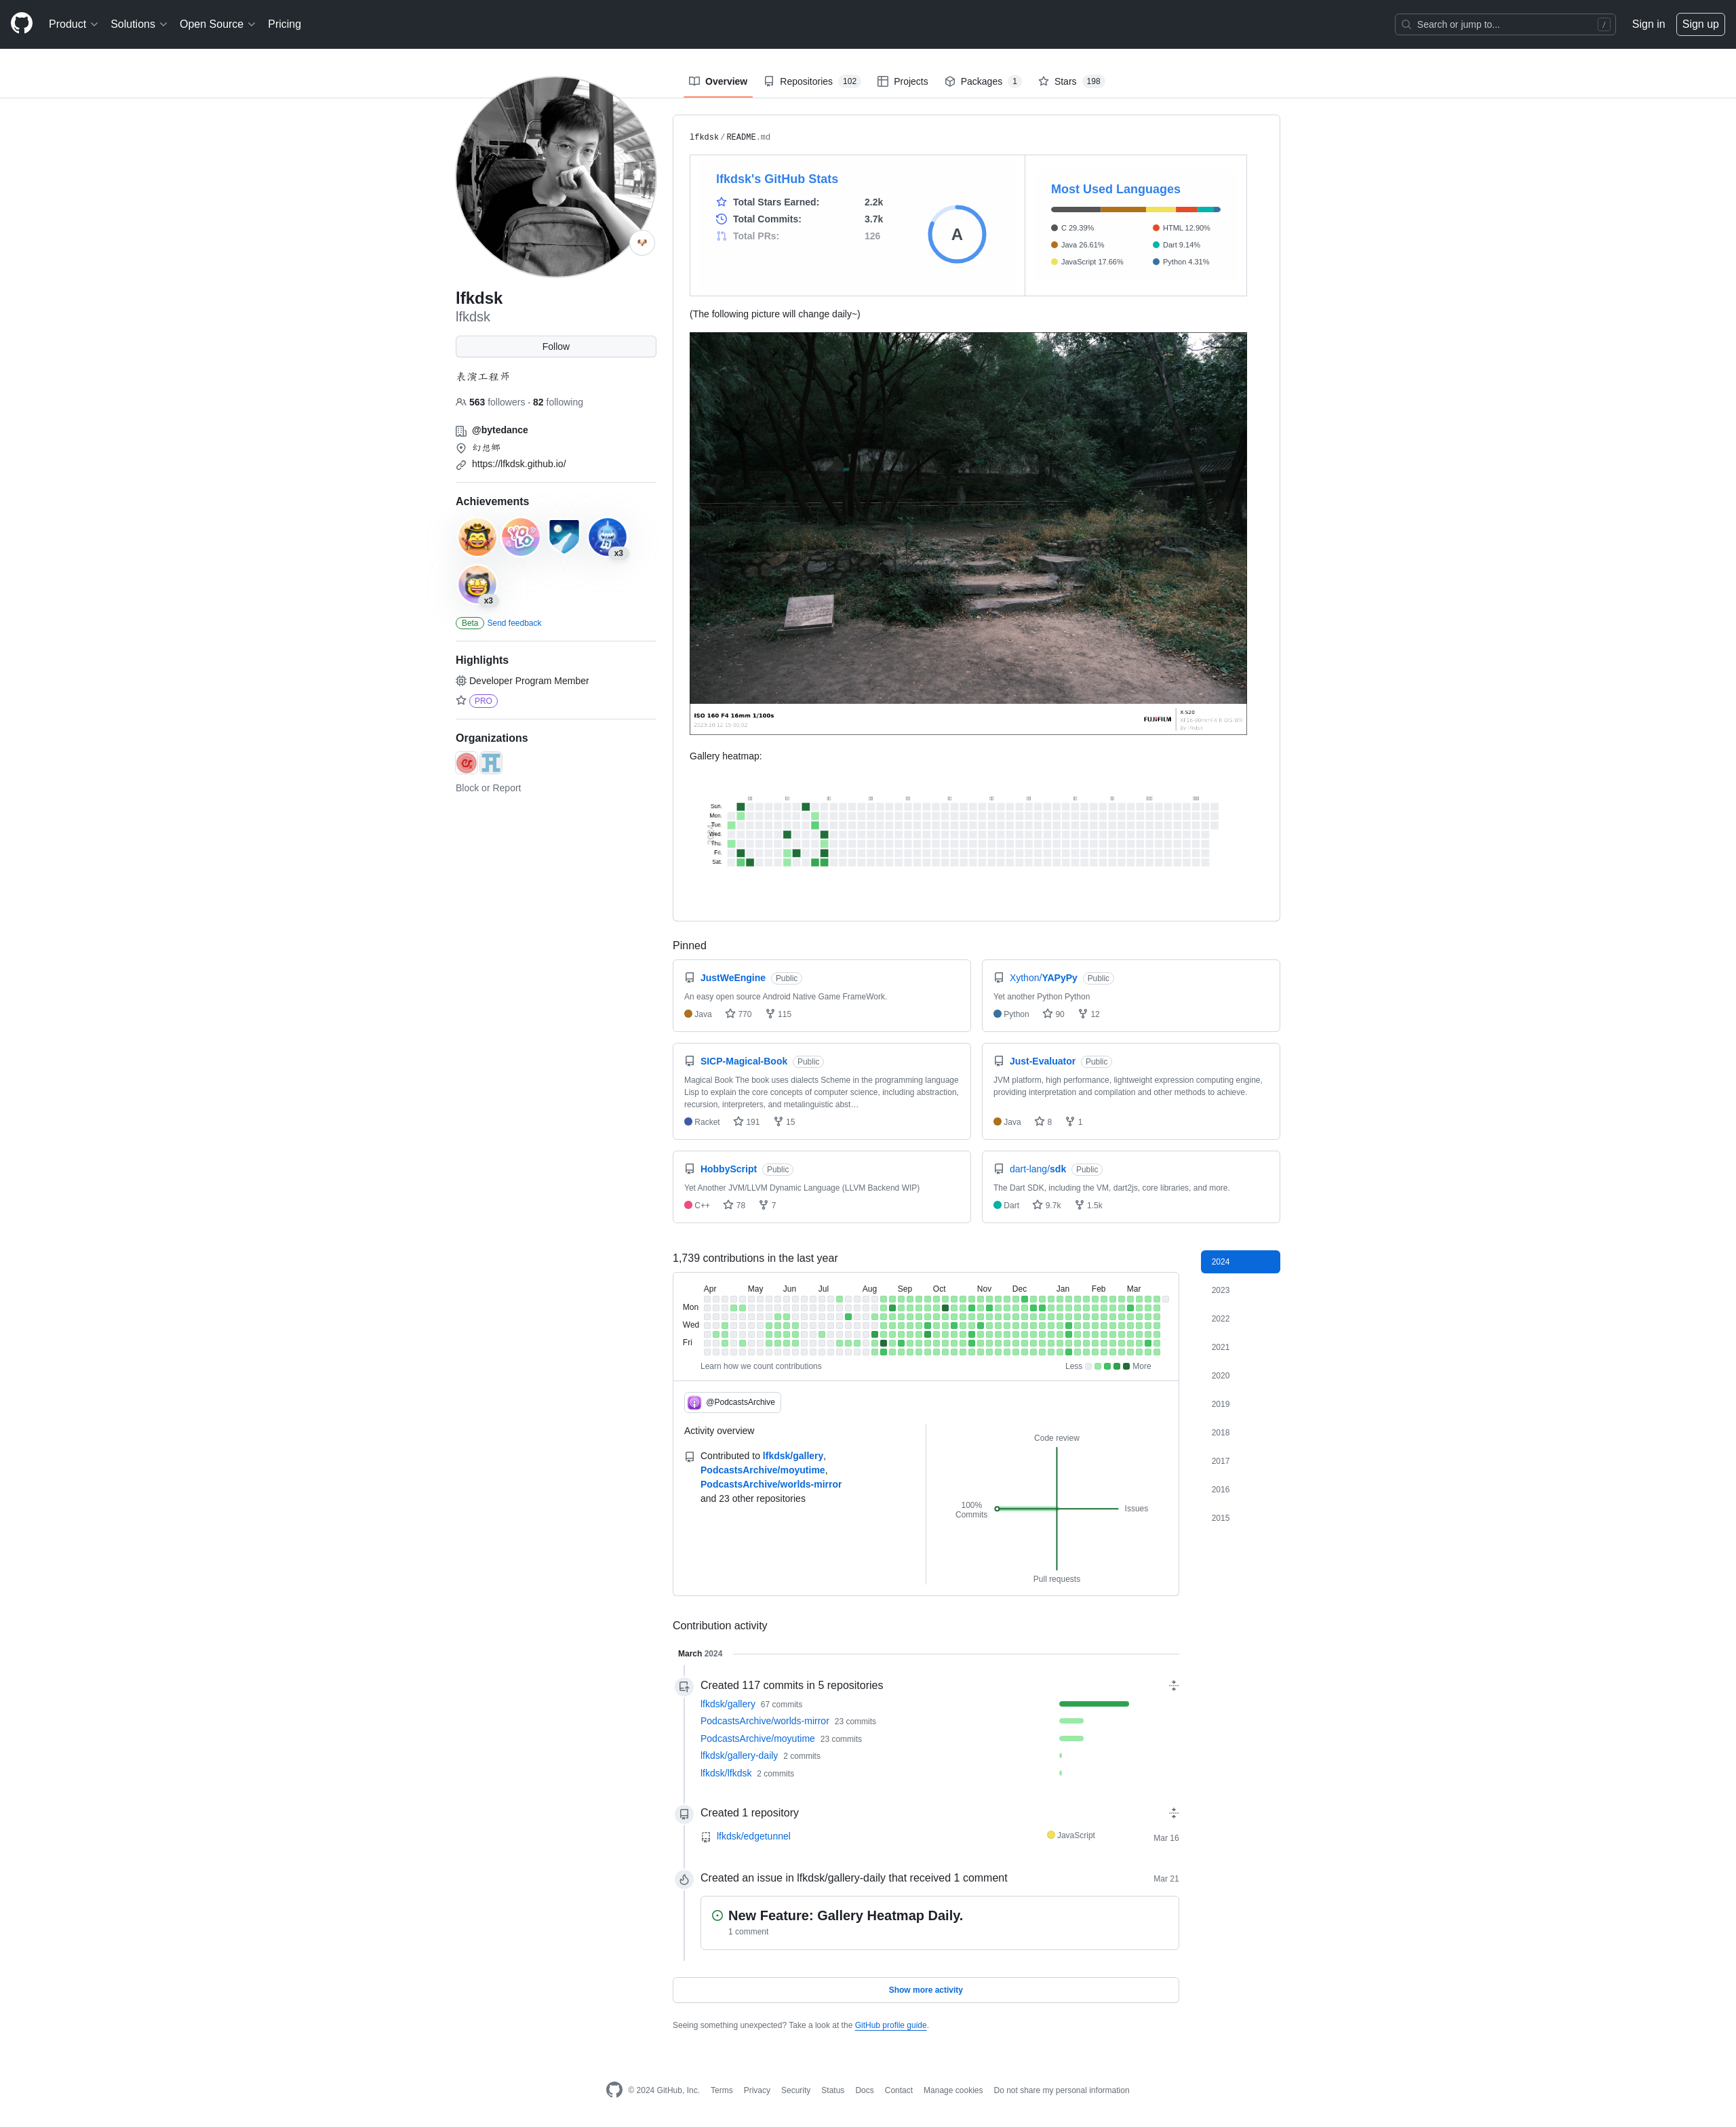 Product Solutions Open Source Pricing Search or jump to... / Sign in Sign up
Overview Repositories 102 Projects Packages 1 Stars 198
lfkdsk
lfkdsk
Follow
表演工程师
563 followers · 82 following
@bytedance
幻想鄉
https://lfkdsk.github.io/
Achievements
YOLO
x3
x3
Beta Send feedback
Highlights
Developer Program Member
PRO
Organizations
Block or Report
lfkdsk / README.md
lfkdsk's GitHub Stats
Total Stars Earned: 2.2k
Total Commits: 3.7k
Total PRs: 126
A
Most Used Languages
C 29.39%
HTML 12.90%
Java 26.61%
Dart 9.14%
JavaScript 17.66%
Python 4.31%
(The following picture will change daily~)
ISO 160 F4 16mm 1/100s
FUJIFILM
X-S20
Gallery heatmap:
Sun.
Mon.
Tue.
Wed.
Thu.
Fri.
Sat.
Pinned
JustWeEngine Public
An easy open source Android Native Game FrameWork.
Java 770 115
Xython/YAPyPy Public
Yet another Python Python
Python 90 12
SICP-Magical-Book Public
Magical Book The book uses dialects Scheme in the programming language
Lisp to explain the core concepts of computer science, including abstraction,
recursion, interpreters, and metalinguistic abst…
Racket 191 15
Just-Evaluator Public
JVM platform, high performance, lightweight expression computing engine,
providing interpretation and compilation and other methods to achieve.
Java 8 1
HobbyScript Public
Yet Another JVM/LLVM Dynamic Language (LLVM Backend WIP)
C++ 78 7
dart-lang/sdk Public
The Dart SDK, including the VM, dart2js, core libraries, and more.
Dart 9.7k 1.5k
1,739 contributions in the last year
Apr May Jun Jul Aug Sep Oct Nov Dec Jan Feb Mar
Mon
Wed
Fri
Learn how we count contributions
Less More
@PodcastsArchive
Activity overview
Contributed to lfkdsk/gallery,
PodcastsArchive/moyutime,
PodcastsArchive/worlds-mirror
and 23 other repositories
Code review
100%
Commits
Issues
Pull requests
2024
2023
2022
2021
2020
2019
2018
2017
2016
2015
Contribution activity
March 2024
Created 117 commits in 5 repositories
lfkdsk/gallery 67 commits
PodcastsArchive/worlds-mirror 23 commits
PodcastsArchive/moyutime 23 commits
lfkdsk/gallery-daily 2 commits
lfkdsk/lfkdsk 2 commits
Created 1 repository
lfkdsk/edgetunnel JavaScript Mar 16
Created an issue in lfkdsk/gallery-daily that received 1 comment Mar 21
New Feature: Gallery Heatmap Daily.
1 comment
Show more activity
Seeing something unexpected? Take a look at the GitHub profile guide.
© 2024 GitHub, Inc. Terms Privacy Security Status Docs Contact Manage cookies Do not share my personal information